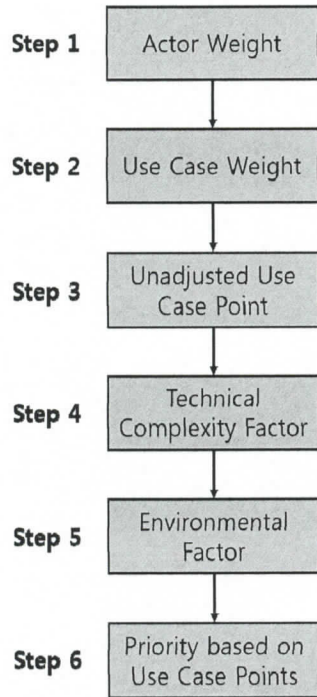 Step 1
Actor Weight
Step 2
Use Case Weight
Step 3
Unadjusted Use
Case Point
Step 4
Technical
Complexity Factor
Step 5
Environmental
Factor
Step 6
Priority based on
Use Case Points